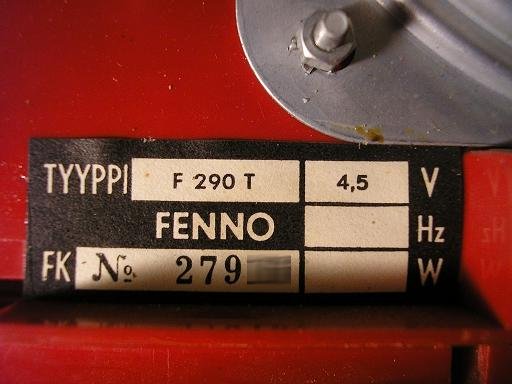 TYYPPI F 290 T 4,5 V
FENNO Hz
FK No. 279 W